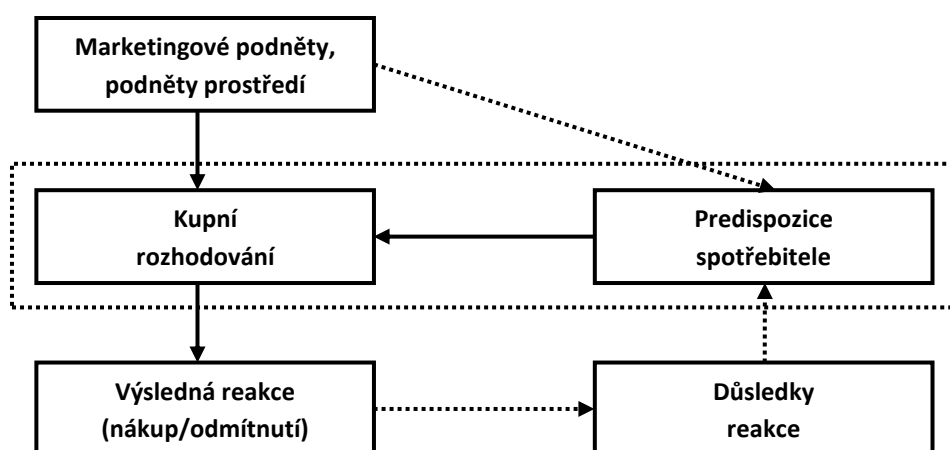 Marketingové podněty,
podněty prostředí
Kupní
rozhodování
Predispozice
spotřebitele
Výsledná reakce
(nákup/odmítnutí)
Důsledky
reakce